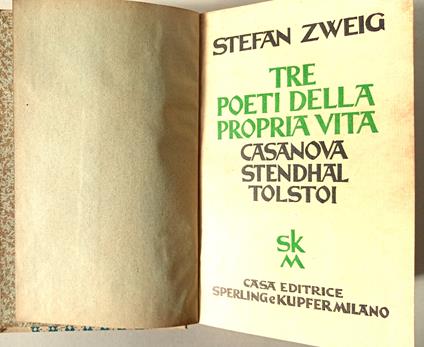 STEFAN ZWEIG
TRE
POETI DELLA
PROPRIA VITA
CASANOVA
STENDHAL
TOLSTOI
SK
M
CASA EDITRICE
SPERLING e KUPFER MILANO